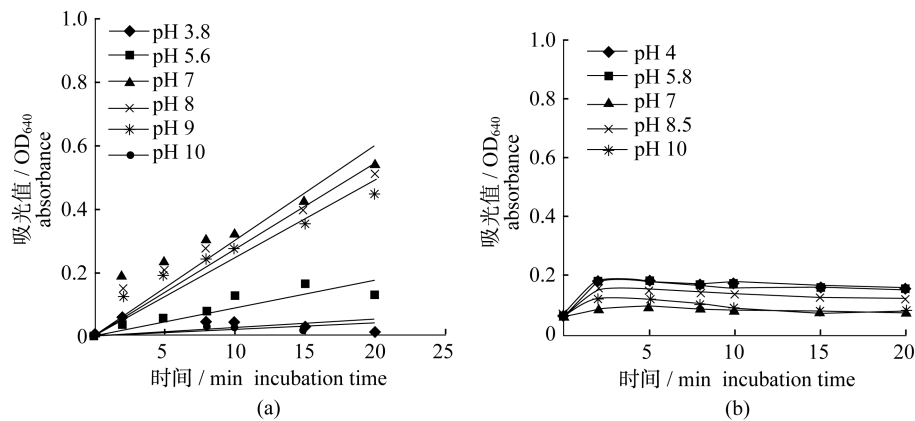 1.0
0.8
0.6
0.4
0.2
0
吸光值 / OD640
absorbance
pH 3.8
pH 5.6
pH 7
pH 8
pH 9
pH 10
5
10
15
20
25
时间 / min incubation time
(a)
1.0
0.8
0.6
0.4
0.2
0
吸光值 / OD640
absorbance
pH 4
pH 5.8
pH 7
pH 8.5
pH 10
5
10
15
20
时间 / min incubation time
(b)